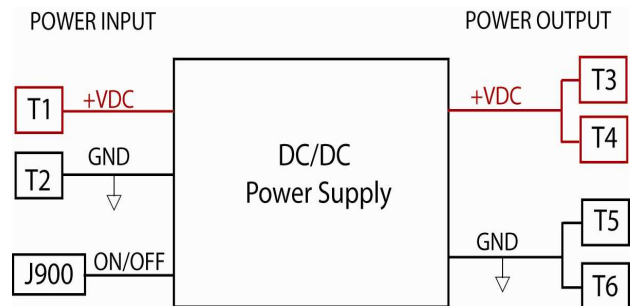 POWER INPUT
POWER OUTPUT
T1
+VDC
T2
GND
J900
ON/OFF
DC/DC
Power Supply
+VDC
T3
T4
GND
T5
T6